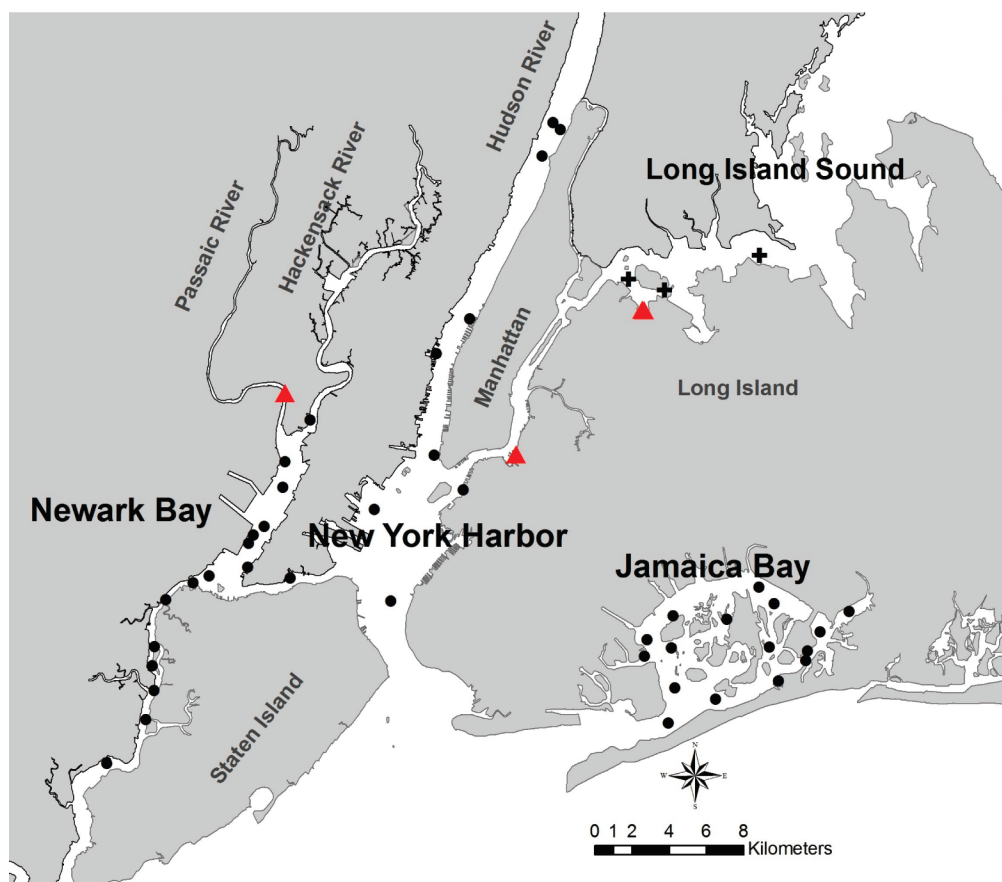 Hudson River
Long Island Sound
Passaic River
Hackensack River
Manhattan
Long Island
Newark Bay
New York Harbor
Jamaica Bay
Staten Island
N
W E
S
0 1 2 4 6 8
Kilometers